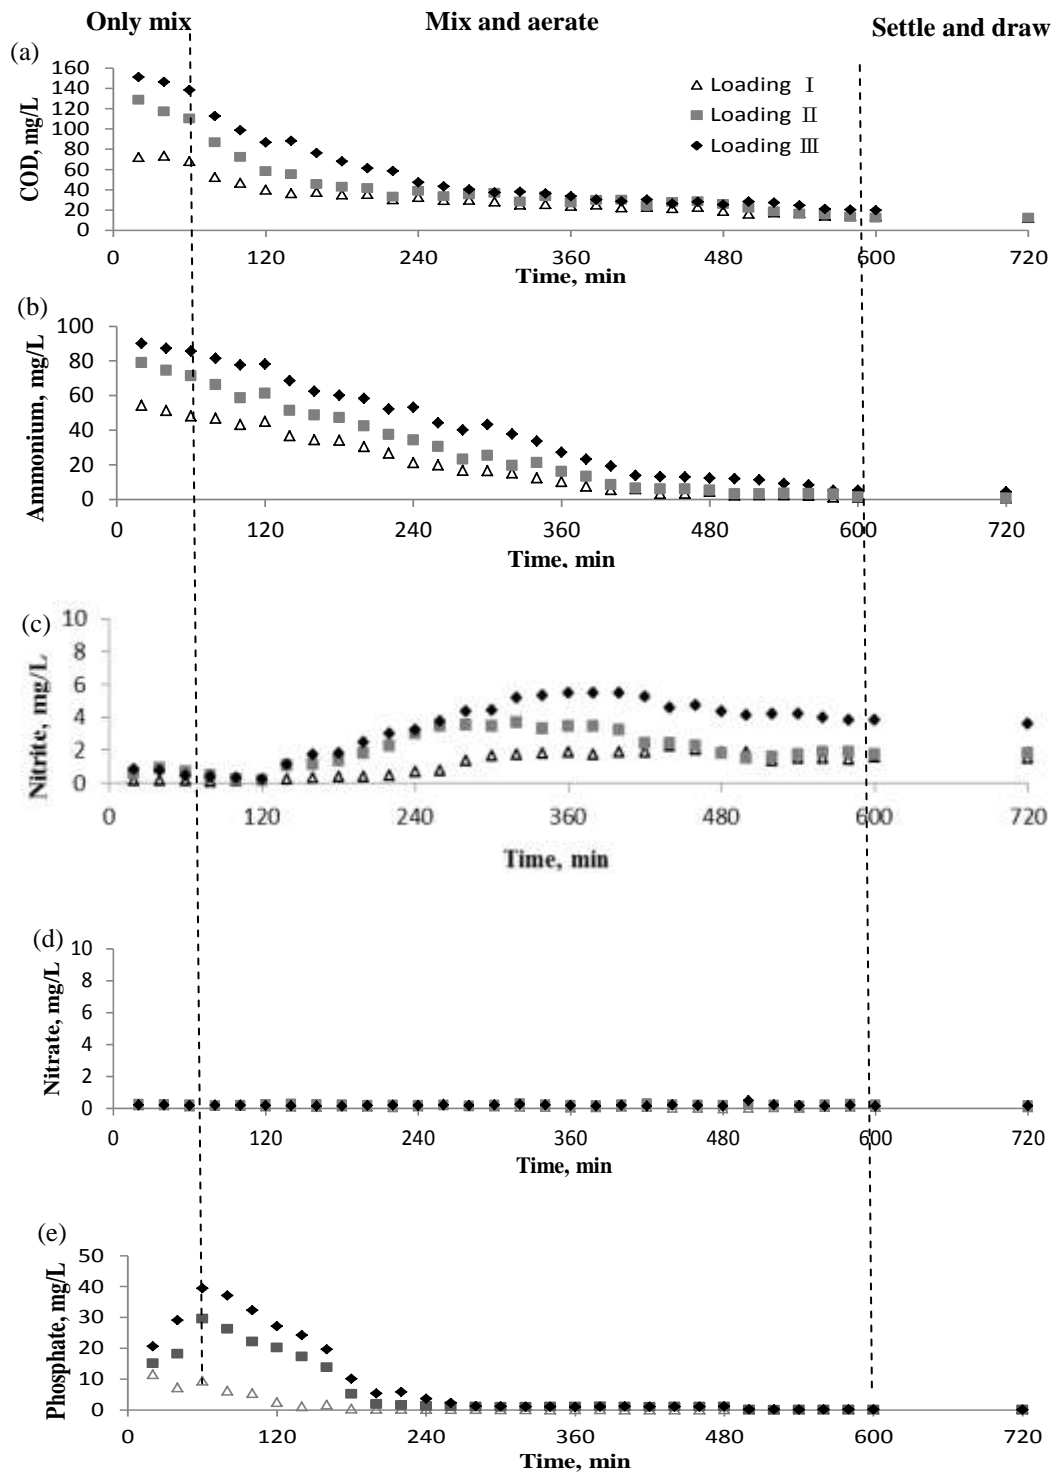 Only mix
Mix and aerate
Settle and draw
(a)
COD, mg/L
160
140
120
100
80
60
40
20
0
Loading Ⅰ
Loading Ⅱ
Loading Ⅲ
0 120 240 360 480 600 720
Time, min
(b)
Ammonium, mg/L
100
80
60
40
20
0
0 120 240 360 480 600 720
Time, min
(c)
Nitrite, mg/L
10
8
6
4
2
0
0 120 240 360 480 600 720
Time, min
(d)
Nitrate, mg/L
10
8
6
4
2
0
0 120 240 360 480 600 720
Time, min
(e)
Phosphate, mg/L
50
40
30
20
10
0
0 120 240 360 480 600 720
Time, min